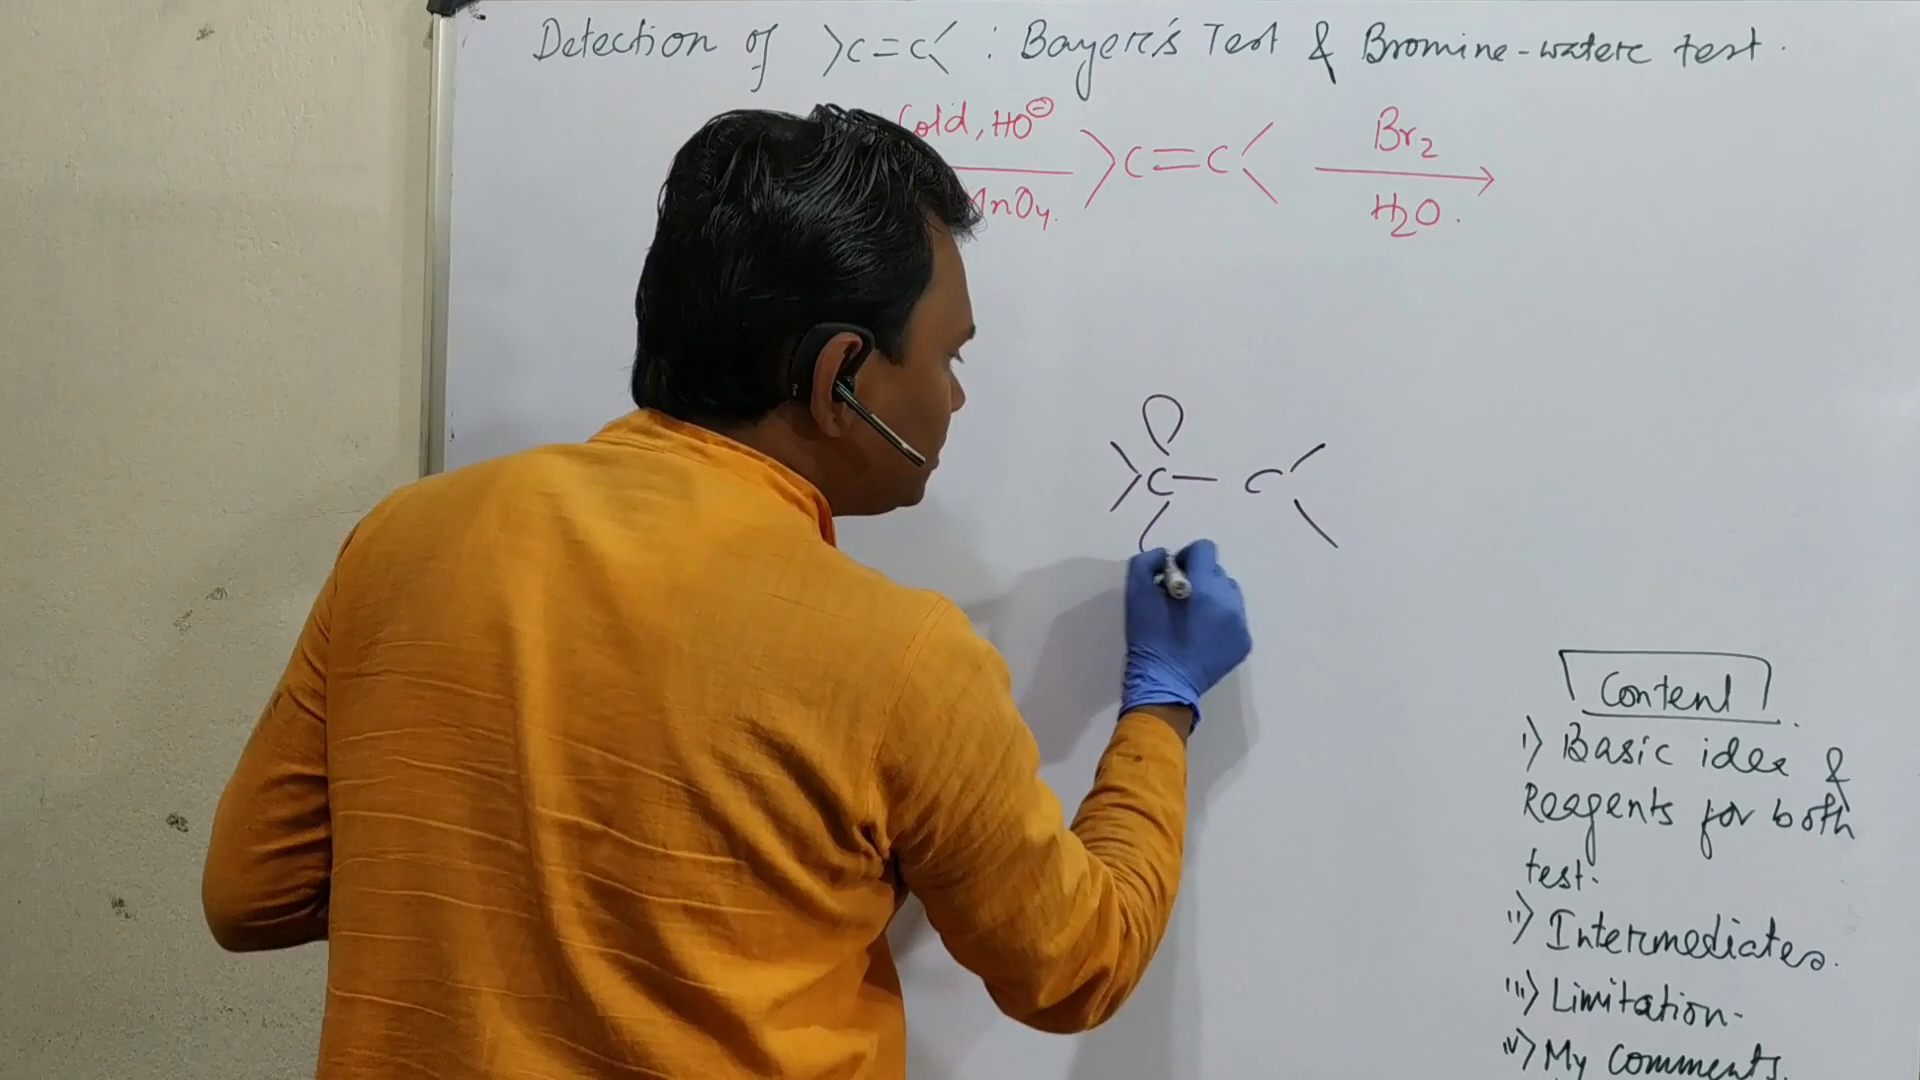 Detection of >C=C< : Bayer's Test & Bromine-water test.
Cold, HO⊖ >C=C< Br2
MnO4. H2O.
C — C
Content
i) Basic idea &
Reagents for both
test.
ii) Intermediates.
iii) Limitation-
iv) My comments.